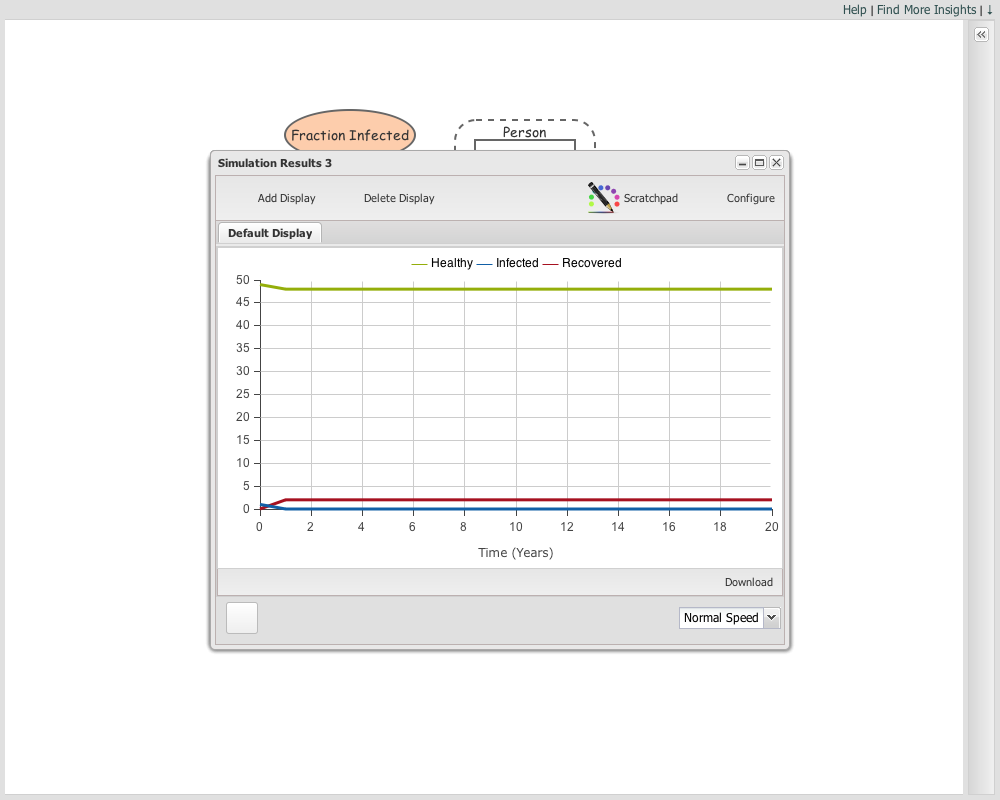 Help | Find More Insights | ↓
Fraction Infected
Person
Simulation Results 3
Add Display Delete Display Scratchpad Configure
Default Display
Healthy Infected Recovered
50
45
40
35
30
25
20
15
10
5
0
0 2 4 6 8 10 12 14 16 18 20
Time (Years)
Download
Normal Speed